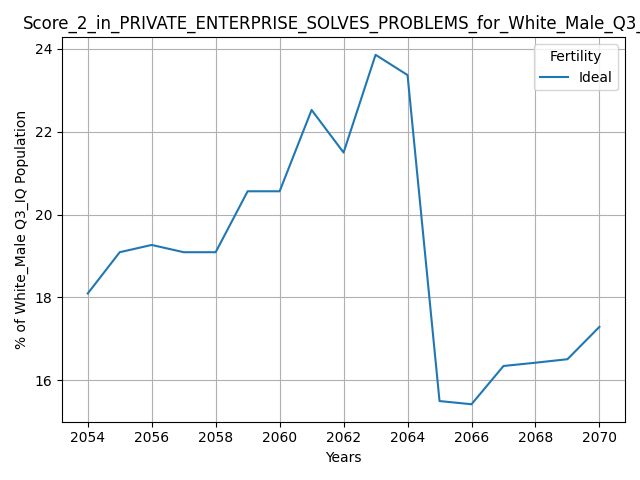 Score_2_in_PRIVATE_ENTERPRISE_SOLVES_PROBLEMS_for_White_Male_Q3_
Fertility
Ideal
% of White_Male Q3_IQ Population
24
22
20
18
16
2054 2056 2058 2060 2062 2064 2066 2068 2070
Years